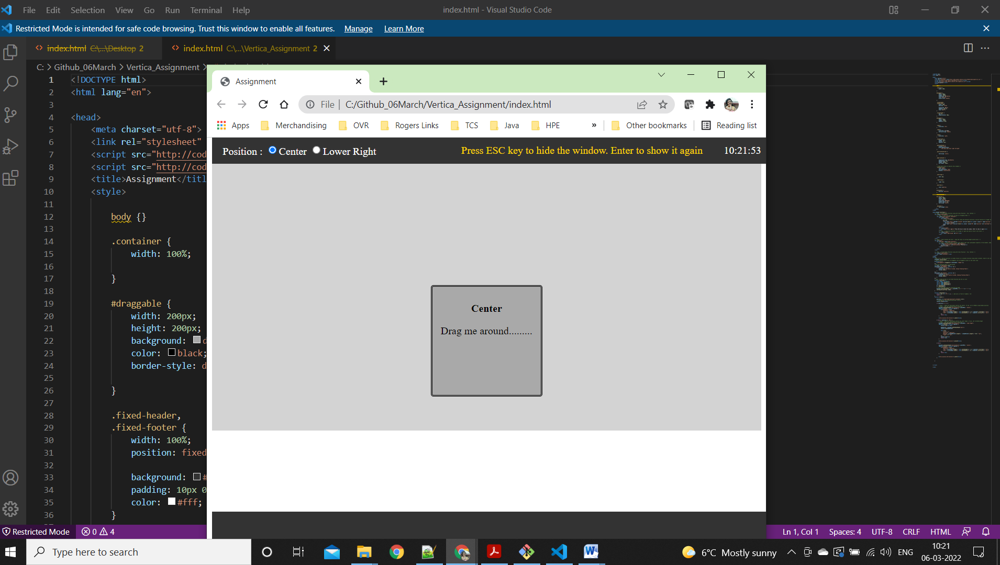 File Edit Selection View Go Run Terminal Help
index.html - Visual Studio Code
Restricted Mode is intended for safe code browsing. Trust this window to enable all features. Manage Learn More
index.html C:\...\Desktop 2
index.html C:\...\Vertica_Assignment 2
C: > Github_06March > Vertica_Assignment >
1 <!DOCTYPE html>
2 <html lang="en">
3
4 <head>
5 <meta charset="utf-8">
6 <link rel="stylesheet"
7 <script src="http://cod
8 <script src="http://cod
9 <title>Assignment</titl
10 <style>
11
12 body {}
13
14 .container {
15 width: 100%;
16
17 }
18
19 #draggable {
20 width: 200px;
21 height: 200px;
22 background: d
23 color: black;
24 border-style: d
25
26 }
27
28 .fixed-header,
29 .fixed-footer {
30 width: 100%;
31 position: fixed
32
33 background: #
34 padding: 10px 0
35 color: #fff;
36 }
Assignment
File | C:/Github_06March/Vertica_Assignment/index.html
Apps Merchandising OVR Rogers Links TCS Java HPE » Other bookmarks Reading list
Position : Center Lower Right Press ESC key to hide the window. Enter to show it again 10:21:53
Center
Drag me around.........
Restricted Mode 0 4
Ln 1, Col 1 Spaces: 4 UTF-8 CRLF HTML
Type here to search
6°C Mostly sunny ENG
10:21
06-03-2022